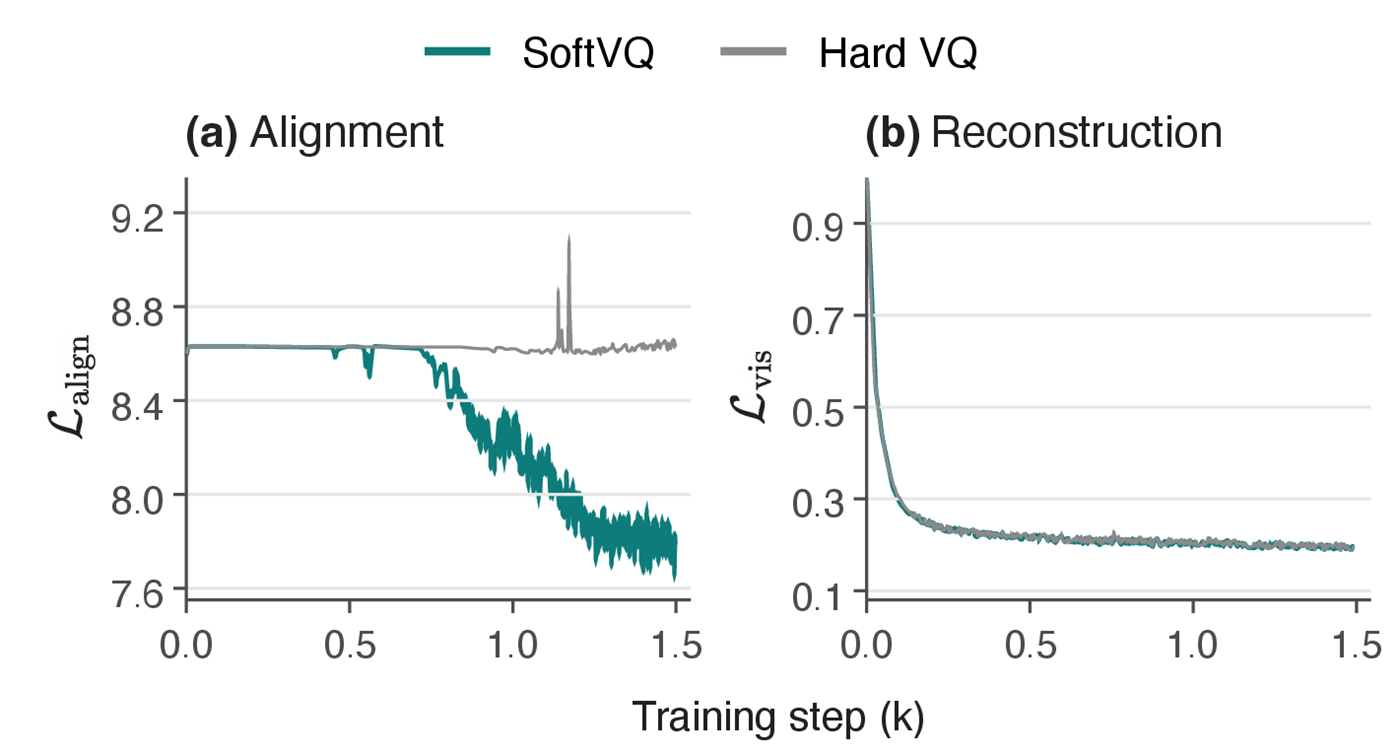 SoftVQ Hard VQ
(a) Alignment
9.2
8.8
8.4
8.0
7.6
ℒalign
0.0 0.5 1.0 1.5
(b) Reconstruction
0.9
0.7
0.5
0.3
0.1
ℒvis
0.0 0.5 1.0 1.5
Training step (k)